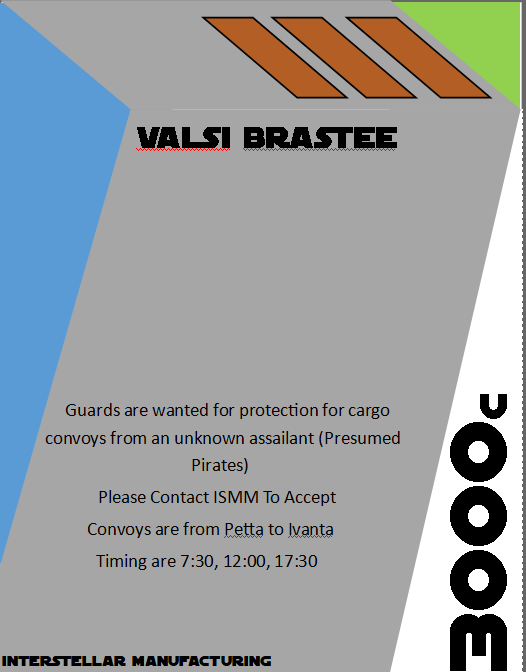 VALSI BRASTEE
Guards are wanted for protection for cargo
convoys from an unknown assailant (Presumed
Pirates)
Please Contact ISMM To Accept
Convoys are from Petta to Ivanta
Timing are 7:30, 12:00, 17:30
3000c
INTERSTELLAR MANUFACTURING